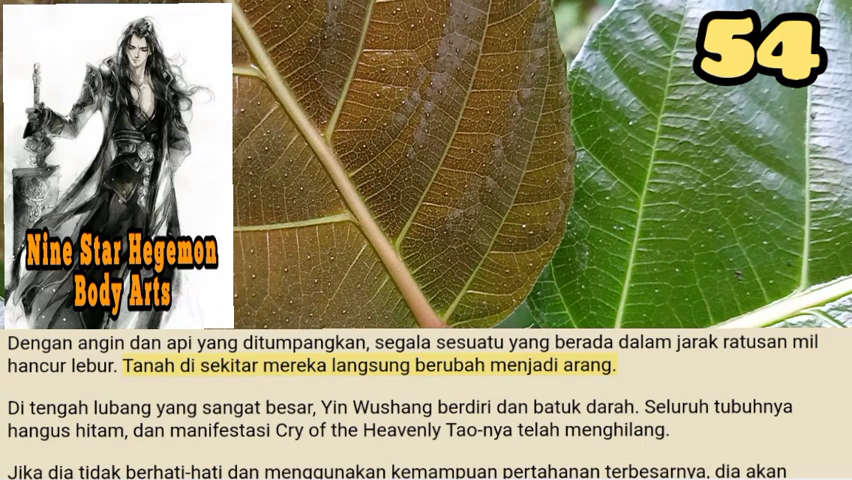 54
Nine Star Hegemon
Body Arts
Dengan angin dan api yang ditumpangkan, segala sesuatu yang berada dalam jarak ratusan mil
hancur lebur. Tanah di sekitar mereka langsung berubah menjadi arang.
Di tengah lubang yang sangat besar, Yin Wushang berdiri dan batuk darah. Seluruh tubuhnya
hangus hitam, dan manifestasi Cry of the Heavenly Tao-nya telah menghilang.
Jika dia tidak berhati-hati dan menggunakan kemampuan pertahanan terbesarnya, dia akan